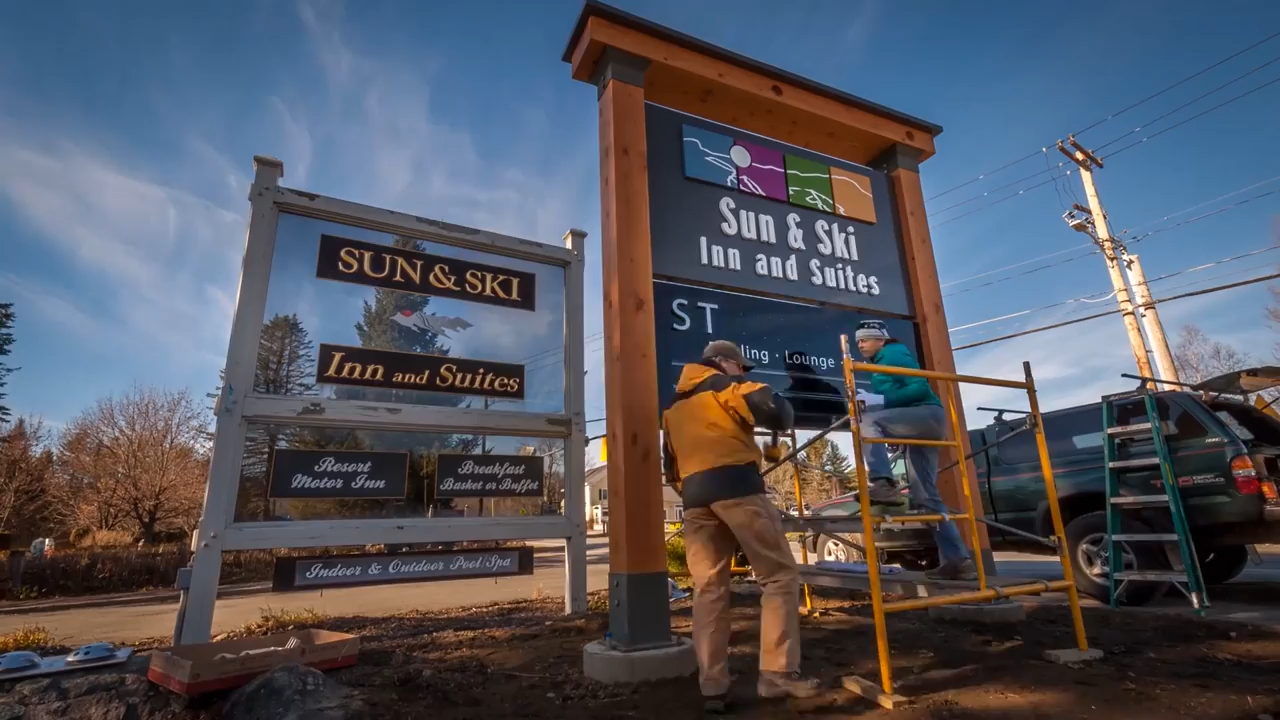 SUN & SKI
Inn and Suites
Resort
Motor Inn
Breakfast
Basket or Buffet
Indoor & Outdoor Pool/Spa
Sun & Ski
Inn and Suites
ST
ling · Lounge ·